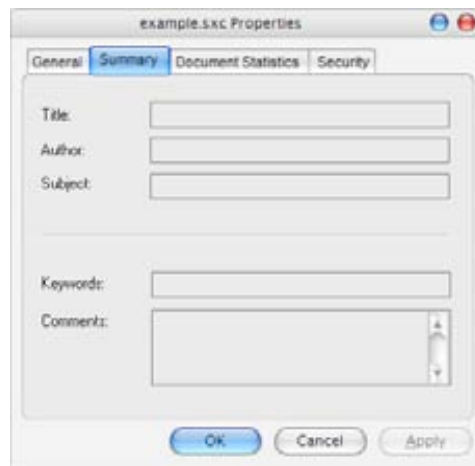 example.sxc Properties
General Summary Document Statistics Security
Title:
Author:
Subject:
Keywords:
Comments:
OK Cancel Apply